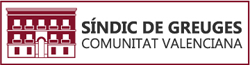 SÍNDIC DE GREUGES
COMUNITAT VALENCIANA